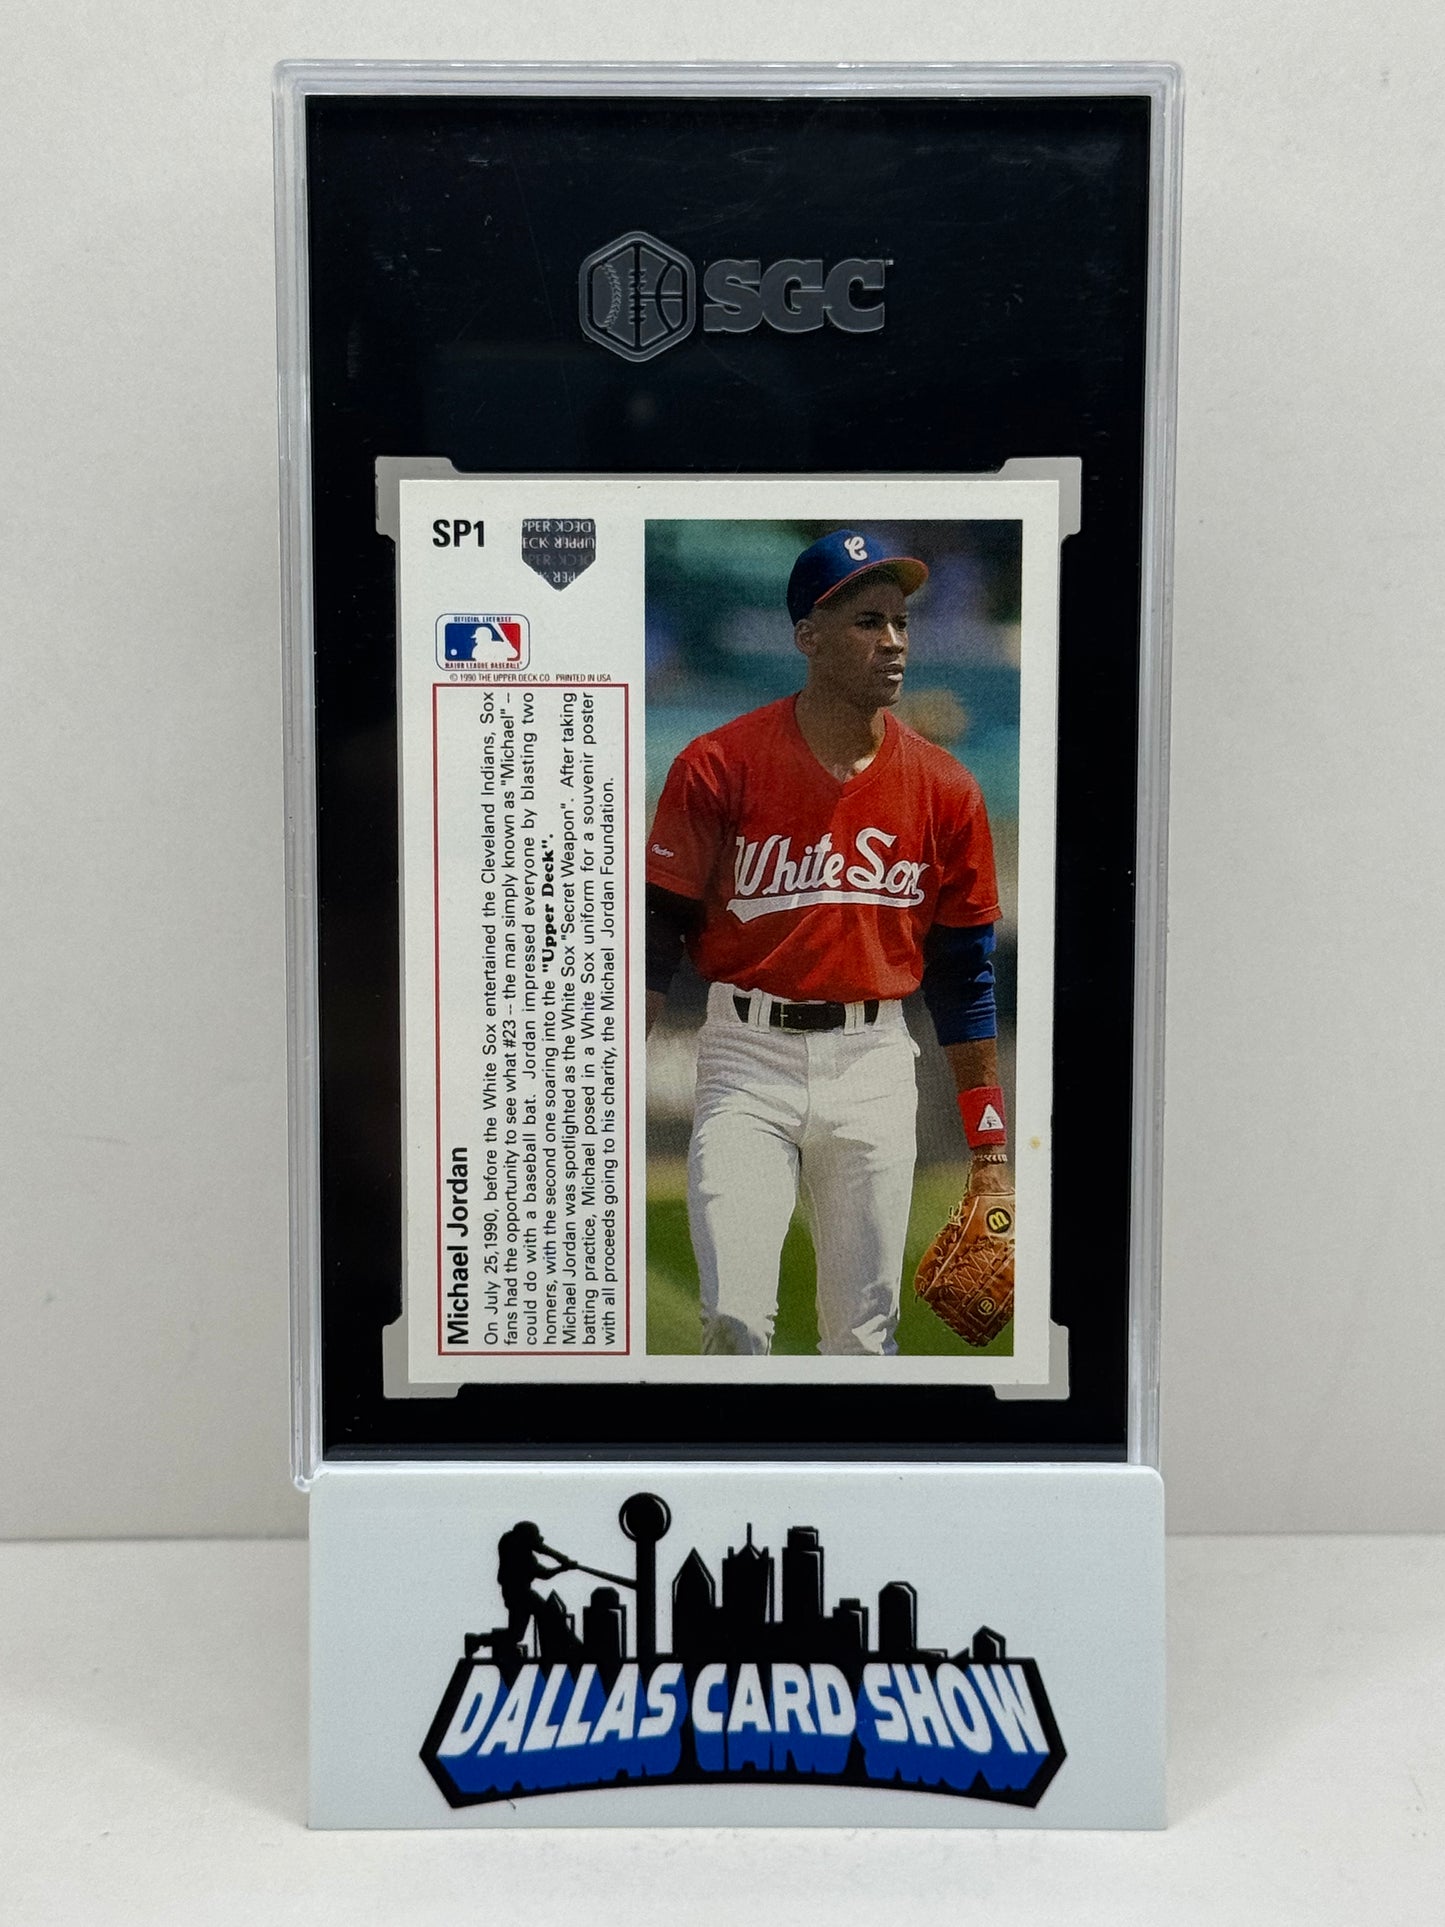 SGC
SP1
UPPER DECK
OFFICIAL LICENSEE
MAJOR LEAGUE BASEBALL
© 1990 THE UPPER DECK CO. PRINTED IN USA
Michael Jordan
On July 25,1990, before the White Sox entertained the Cleveland Indians, Sox
fans had the opportunity to see what #23 -- the man simply known as "Michael" --
could do with a baseball bat. Jordan impressed everyone by blasting two
homers, with the second one soaring into the "Upper Deck".
Michael Jordan was spotlighted as the White Sox "Secret Weapon". After taking
batting practice, Michael posed in a White Sox uniform for a souvenir poster
with all proceeds going to his charity, the Michael Jordan Foundation.
C
White Sox
Rawlings
DALLAS CARD SHOW